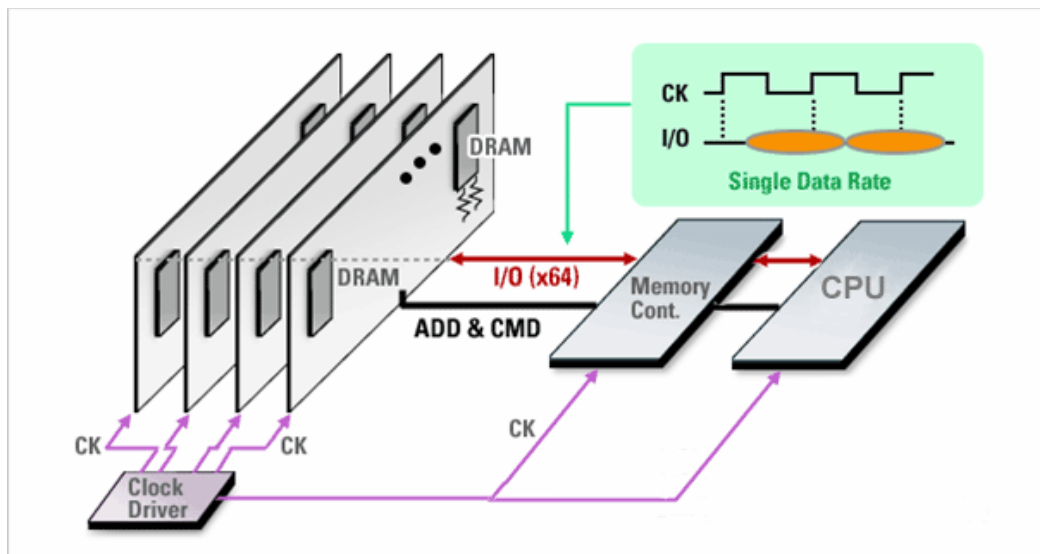 CK
I/O
Single Data Rate
DRAM
DRAM
I/O (x64)
ADD & CMD
Memory
Cont.
CPU
CK
CK
CK
Clock
Driver